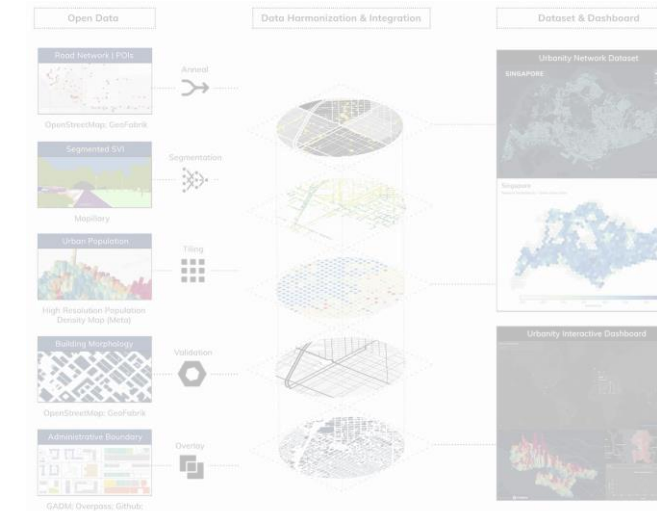 Open Data
Data Harmonization & Integration
Dataset & Dashboard
Road Network | POIs
OpenStreetMap; GeoFabrik
Anneal
Segmented SVI
Mapillary
Segmentation
Urban Population
High Resolution Population
Density Map (Meta)
Tiling
Building Morphology
OpenStreetMap; GeoFabrik
Validation
Administrative Boundary
GADM; Overpass; Github;
Overlay
Urbanity Network Dataset
SINGAPORE
Singapore
Urbanity Interactive Dashboard